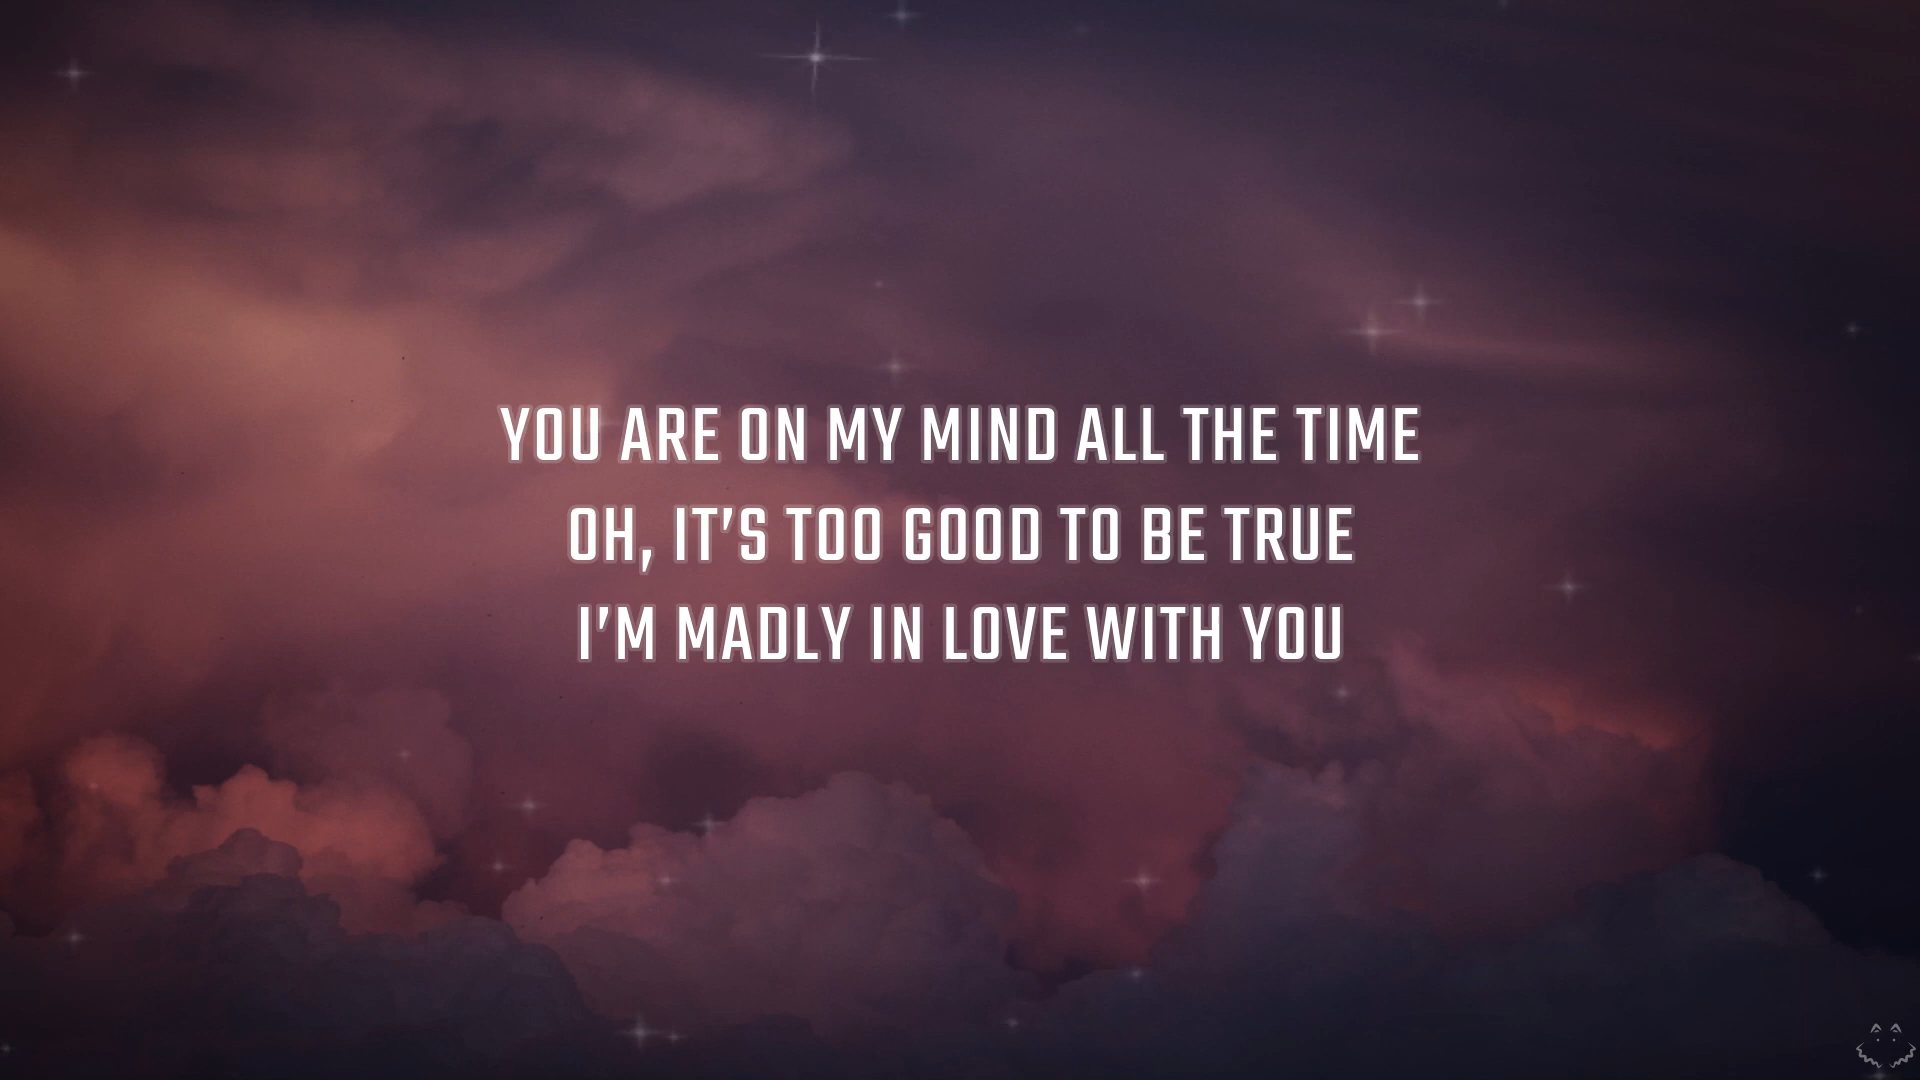 YOU ARE ON MY MIND ALL THE TIME
OH, IT'S TOO GOOD TO BE TRUE
I'M MADLY IN LOVE WITH YOU